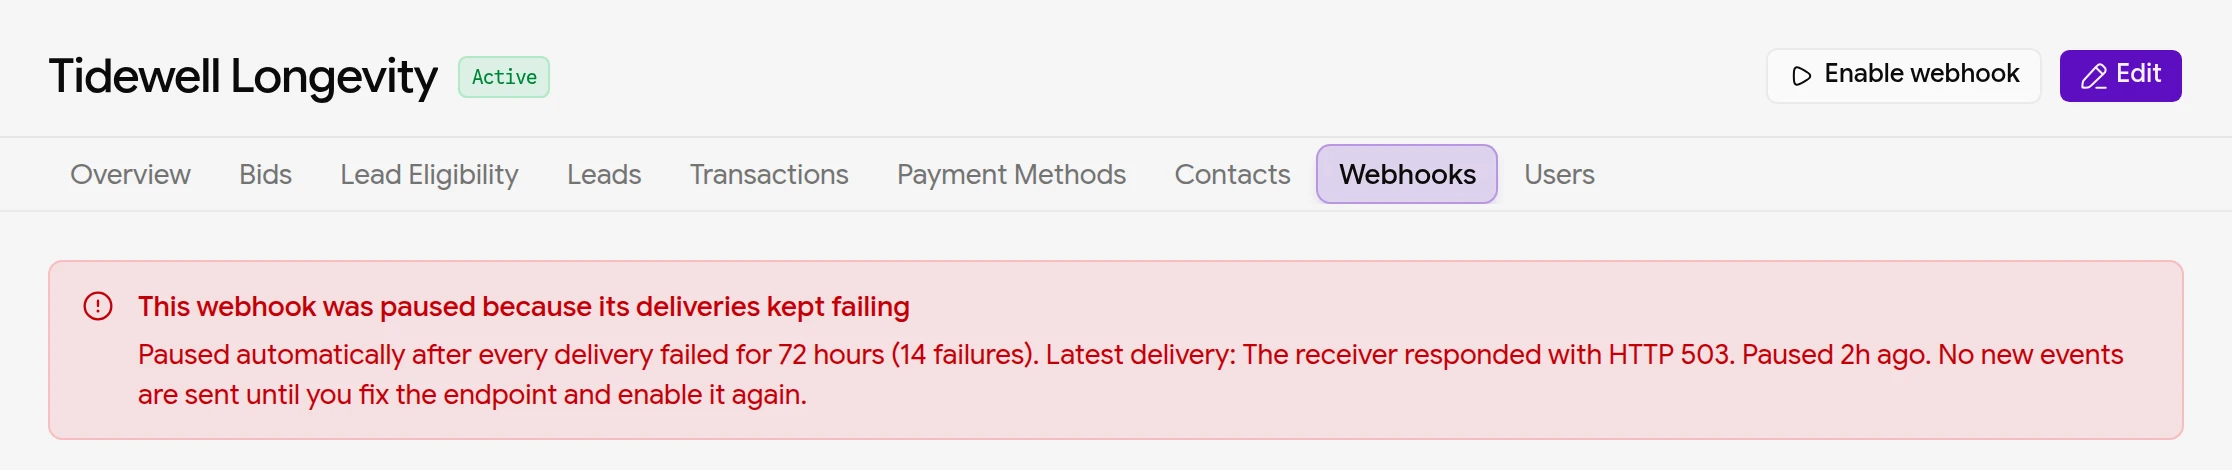 Tidewell Longevity Active Enable webhook Edit
Overview Bids Lead Eligibility Leads Transactions Payment Methods Contacts Webhooks Users
This webhook was paused because its deliveries kept failing
Paused automatically after every delivery failed for 72 hours (14 failures). Latest delivery: The receiver responded with HTTP 503. Paused 2h ago. No new events
are sent until you fix the endpoint and enable it again.